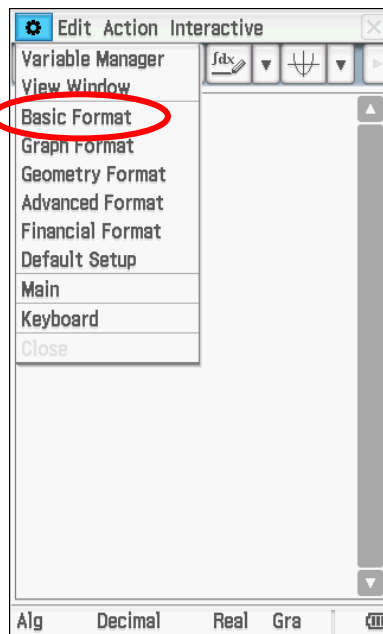 Edit Action Interactive
Variable Manager
∫dx
View Window
Basic Format
Graph Format
Geometry Format
Advanced Format
Financial Format
Default Setup
Main
Keyboard
Close
Alg Decimal Real Gra